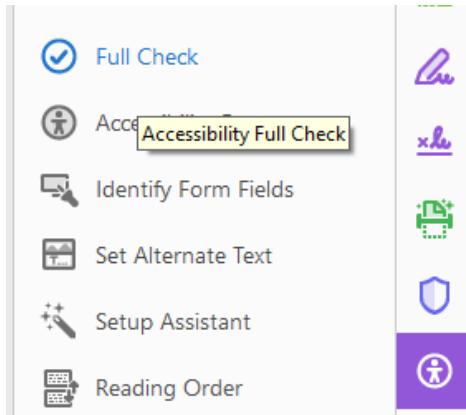 Full Check
Acce
Accessibility Full Check
Identify Form Fields
Set Alternate Text
Setup Assistant
Reading Order